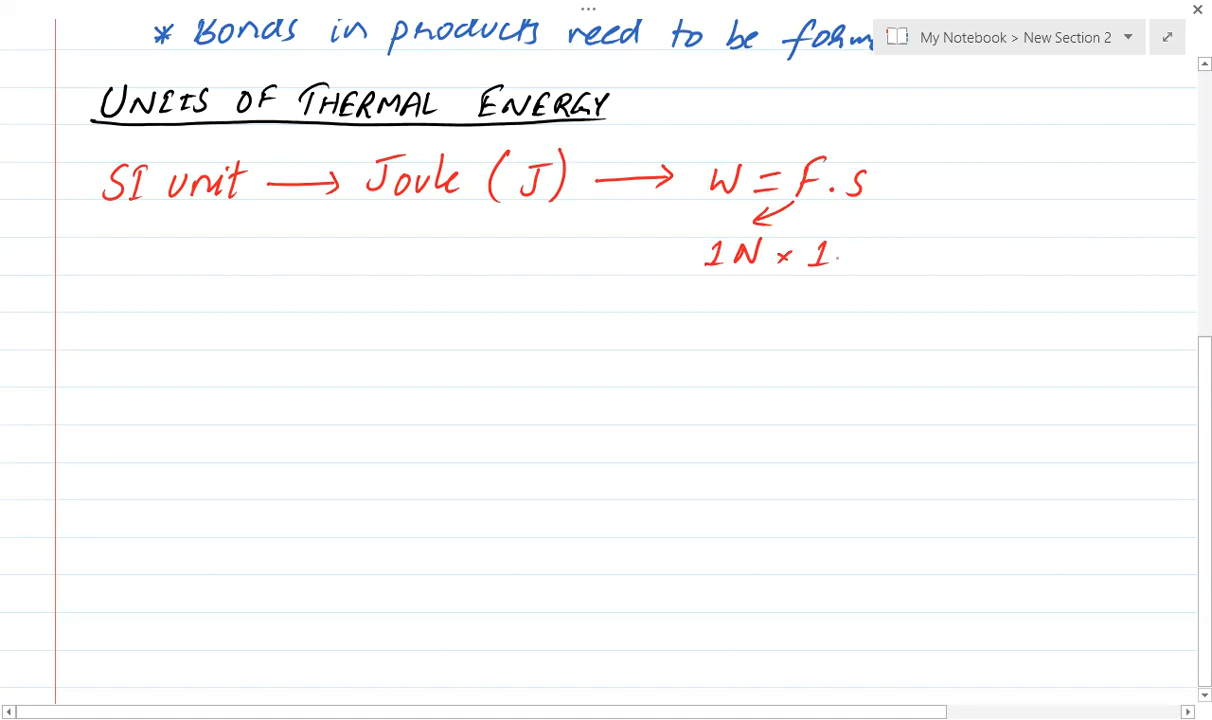 * Bonds in products need to be form
My Notebook > New Section 2
UNITS OF THERMAL ENERGY
SI unit → Joule (J) → W = F.s
1N × 1